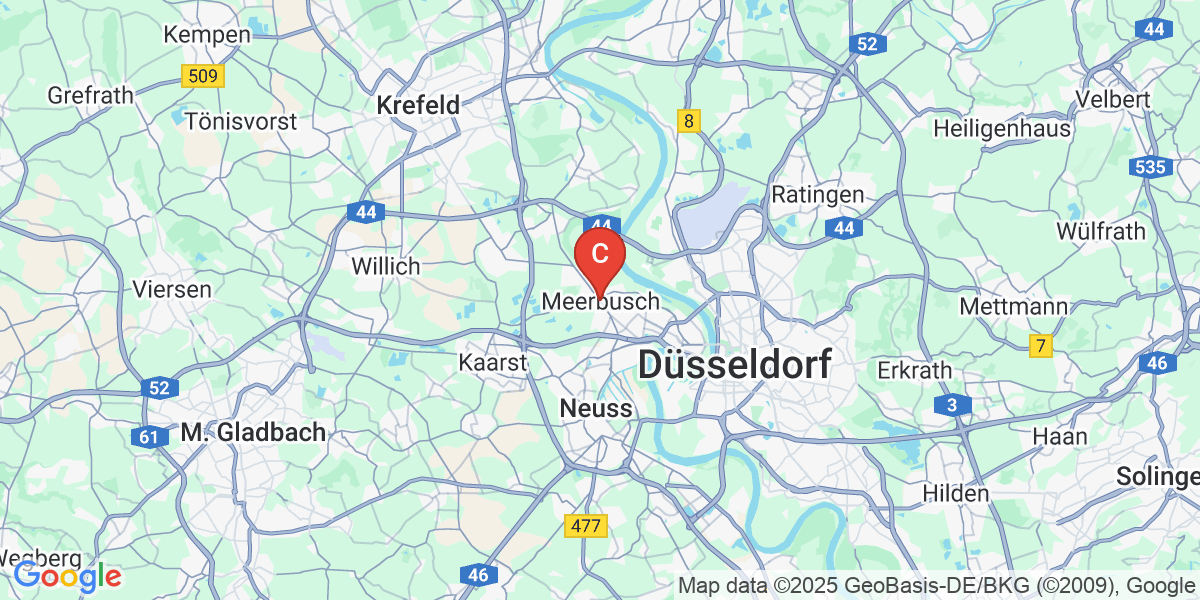 Kempen
44
52
509
Grefrath
Krefeld
Velbert
Tönisvorst
8
Heiligenhaus
535
Ratingen
44
44
44
Wülfrath
C
Willich
Viersen
Meerbusch
Mettmann
7
Kaarst
Düsseldorf
46
Erkrath
52
3
Neuss
61
M. Gladbach
Haan
Solinge
Hilden
477
Wegberg
Google
46
Map data ©2025 GeoBasis-DE/BKG (©2009), Google